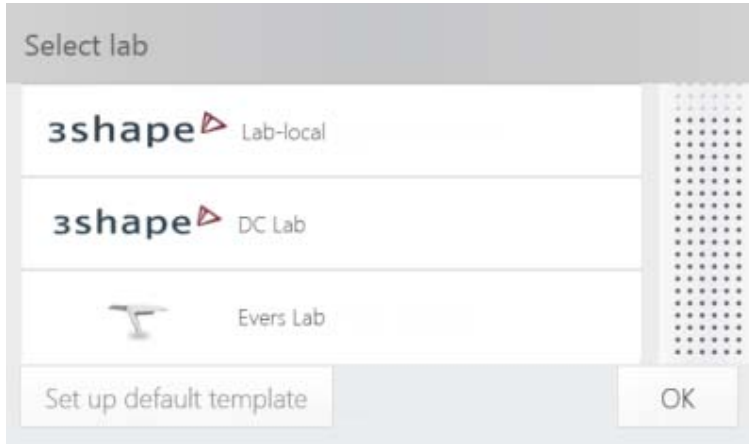 Select lab
3shape Lab-local
3shape DC Lab
Evers Lab
Set up default template
OK